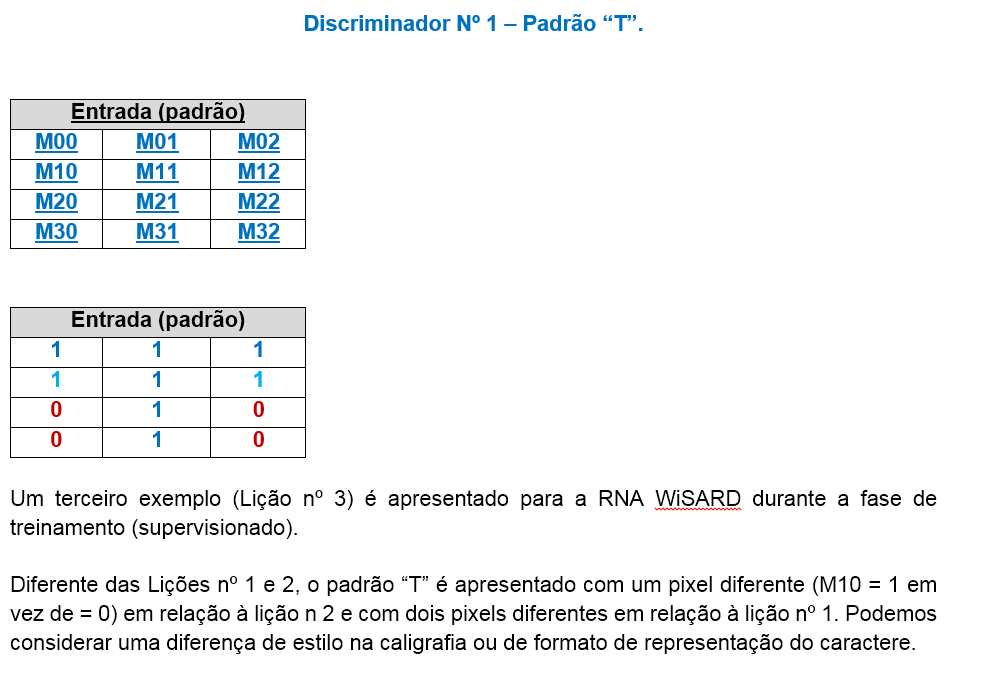 Discriminador Nº 1 – Padrão “T”.
Entrada (padrão)
M00 M01 M02
M10 M11 M12
M20 M21 M22
M30 M31 M32
Entrada (padrão)
1 1 1
1 1 1
0 1 0
0 1 0
Um terceiro exemplo (Lição nº 3) é apresentado para a RNA WiSARD durante a fase de
treinamento (supervisionado).
Diferente das Lições nº 1 e 2, o padrão “T” é apresentado com um pixel diferente (M10 = 1 em
vez de = 0) em relação à lição n 2 e com dois pixels diferentes em relação à lição nº 1. Podemos
considerar uma diferença de estilo na caligrafia ou de formato de representação do caractere.